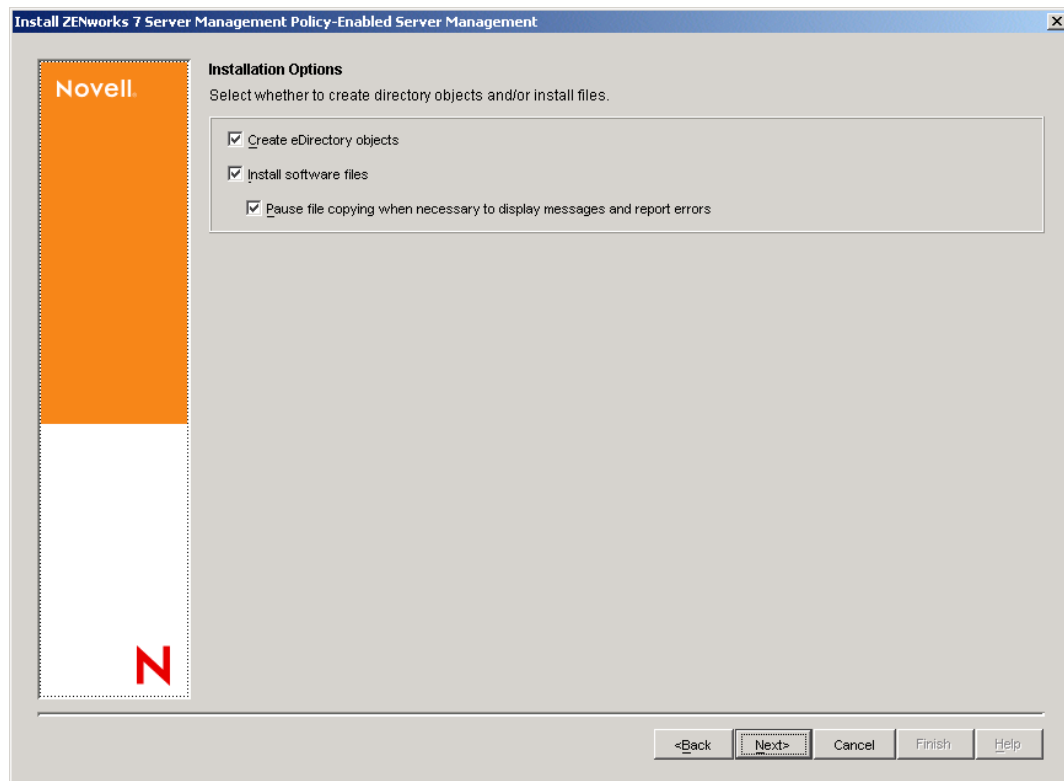 Install ZENworks 7 Server Management Policy-Enabled Server Management
Novell.
Installation Options
Select whether to create directory objects and/or install files.
Create eDirectory objects
Install software files
Pause file copying when necessary to display messages and report errors
N
<Back
Next>
Cancel
Finish
Help